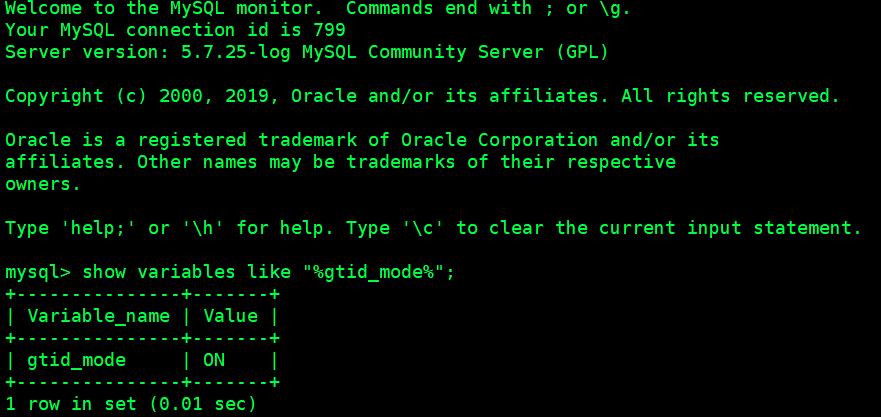 Welcome to the MySQL monitor.  Commands end with ; or \g.
Your MySQL connection id is 799
Server version: 5.7.25-log MySQL Community Server (GPL)
Copyright (c) 2000, 2019, Oracle and/or its affiliates. All rights reserved.
Oracle is a registered trademark of Oracle Corporation and/or its
affiliates. Other names may be trademarks of their respective
owners.
Type 'help;' or '\h' for help. Type '\c' to clear the current input statement.
mysql> show variables like "%gtid_mode%";
+---------------+-------+
| Variable_name | Value |
+---------------+-------+
| gtid_mode     | ON    |
+---------------+-------+
1 row in set (0.01 sec)